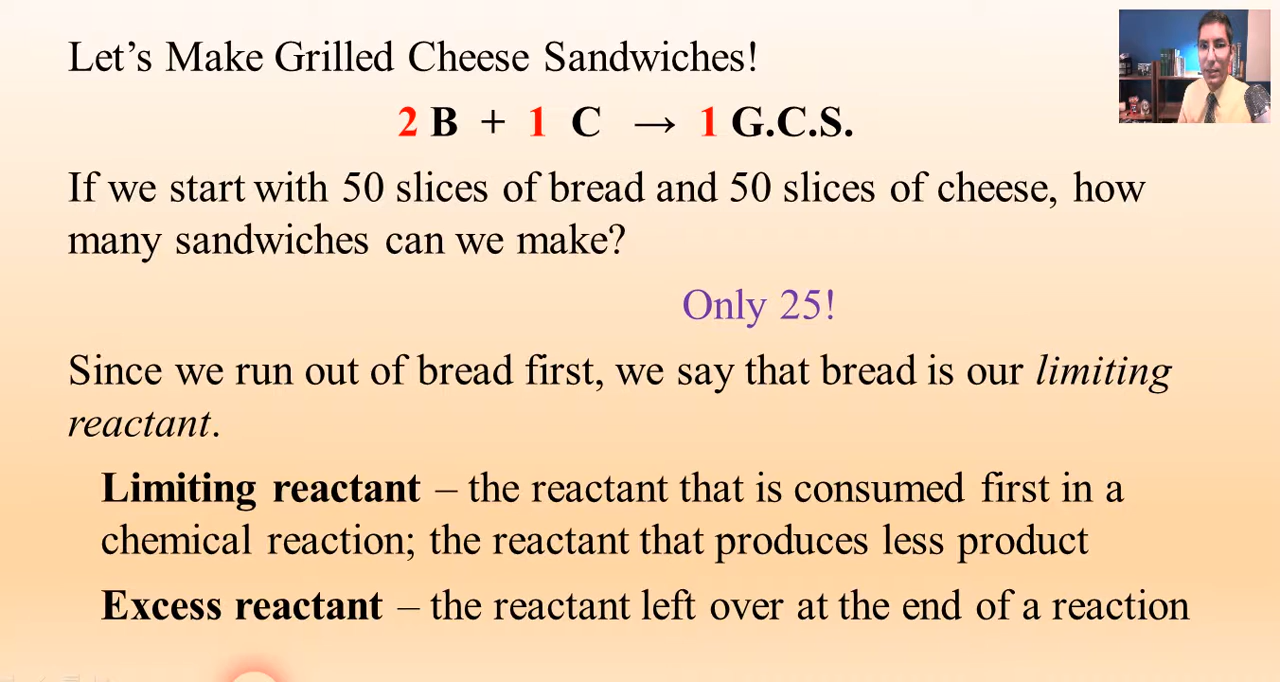 Let’s Make Grilled Cheese Sandwiches!
2 B + 1 C → 1 G.C.S.
If we start with 50 slices of bread and 50 slices of cheese, how
many sandwiches can we make?
Only 25!
Since we run out of bread first, we say that bread is our limiting
reactant.
Limiting reactant – the reactant that is consumed first in a
chemical reaction; the reactant that produces less product
Excess reactant – the reactant left over at the end of a reaction